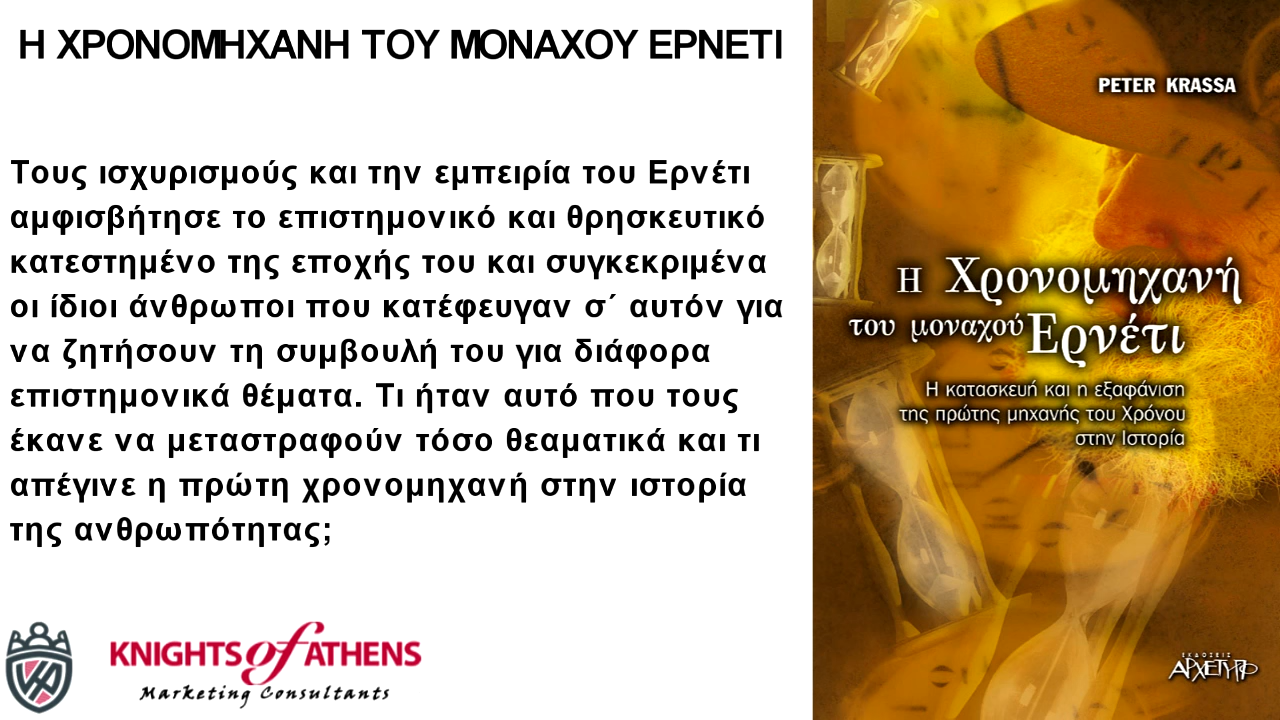 Η ΧΡΟΝΟΜΗΧΑΝΗ ΤΟΥ ΜΟΝΑΧΟΥ ΕΡΝΕΤΙ
Τους ισχυρισμούς και την εμπειρία του Ερνέτι
αμφισβήτησε το επιστημονικό και θρησκευτικό
κατεστημένο της εποχής του και συγκεκριμένα
οι ίδιοι άνθρωποι που κατέφευγαν σ΄ αυτόν για
να ζητήσουν τη συμβουλή του για διάφορα
επιστημονικά θέματα. Τι ήταν αυτό που τους
έκανε να μεταστραφούν τόσο θεαματικά και τι
απέγινε η πρώτη χρονομηχανή στην ιστορία
της ανθρωπότητας;
KNIGHTS of ATHENS
Marketing Consultants
PETER KRASSA
Η Χρονομηχανή
του μοναχού Ερνέτι
Η κατασκευή και η εξαφάνιση
της πρώτης μηχανής του Χρόνου
στην Ιστορία
ΕΚΔΟΣΕΙΣ
ΑΡΧΕΤΥΠΟ